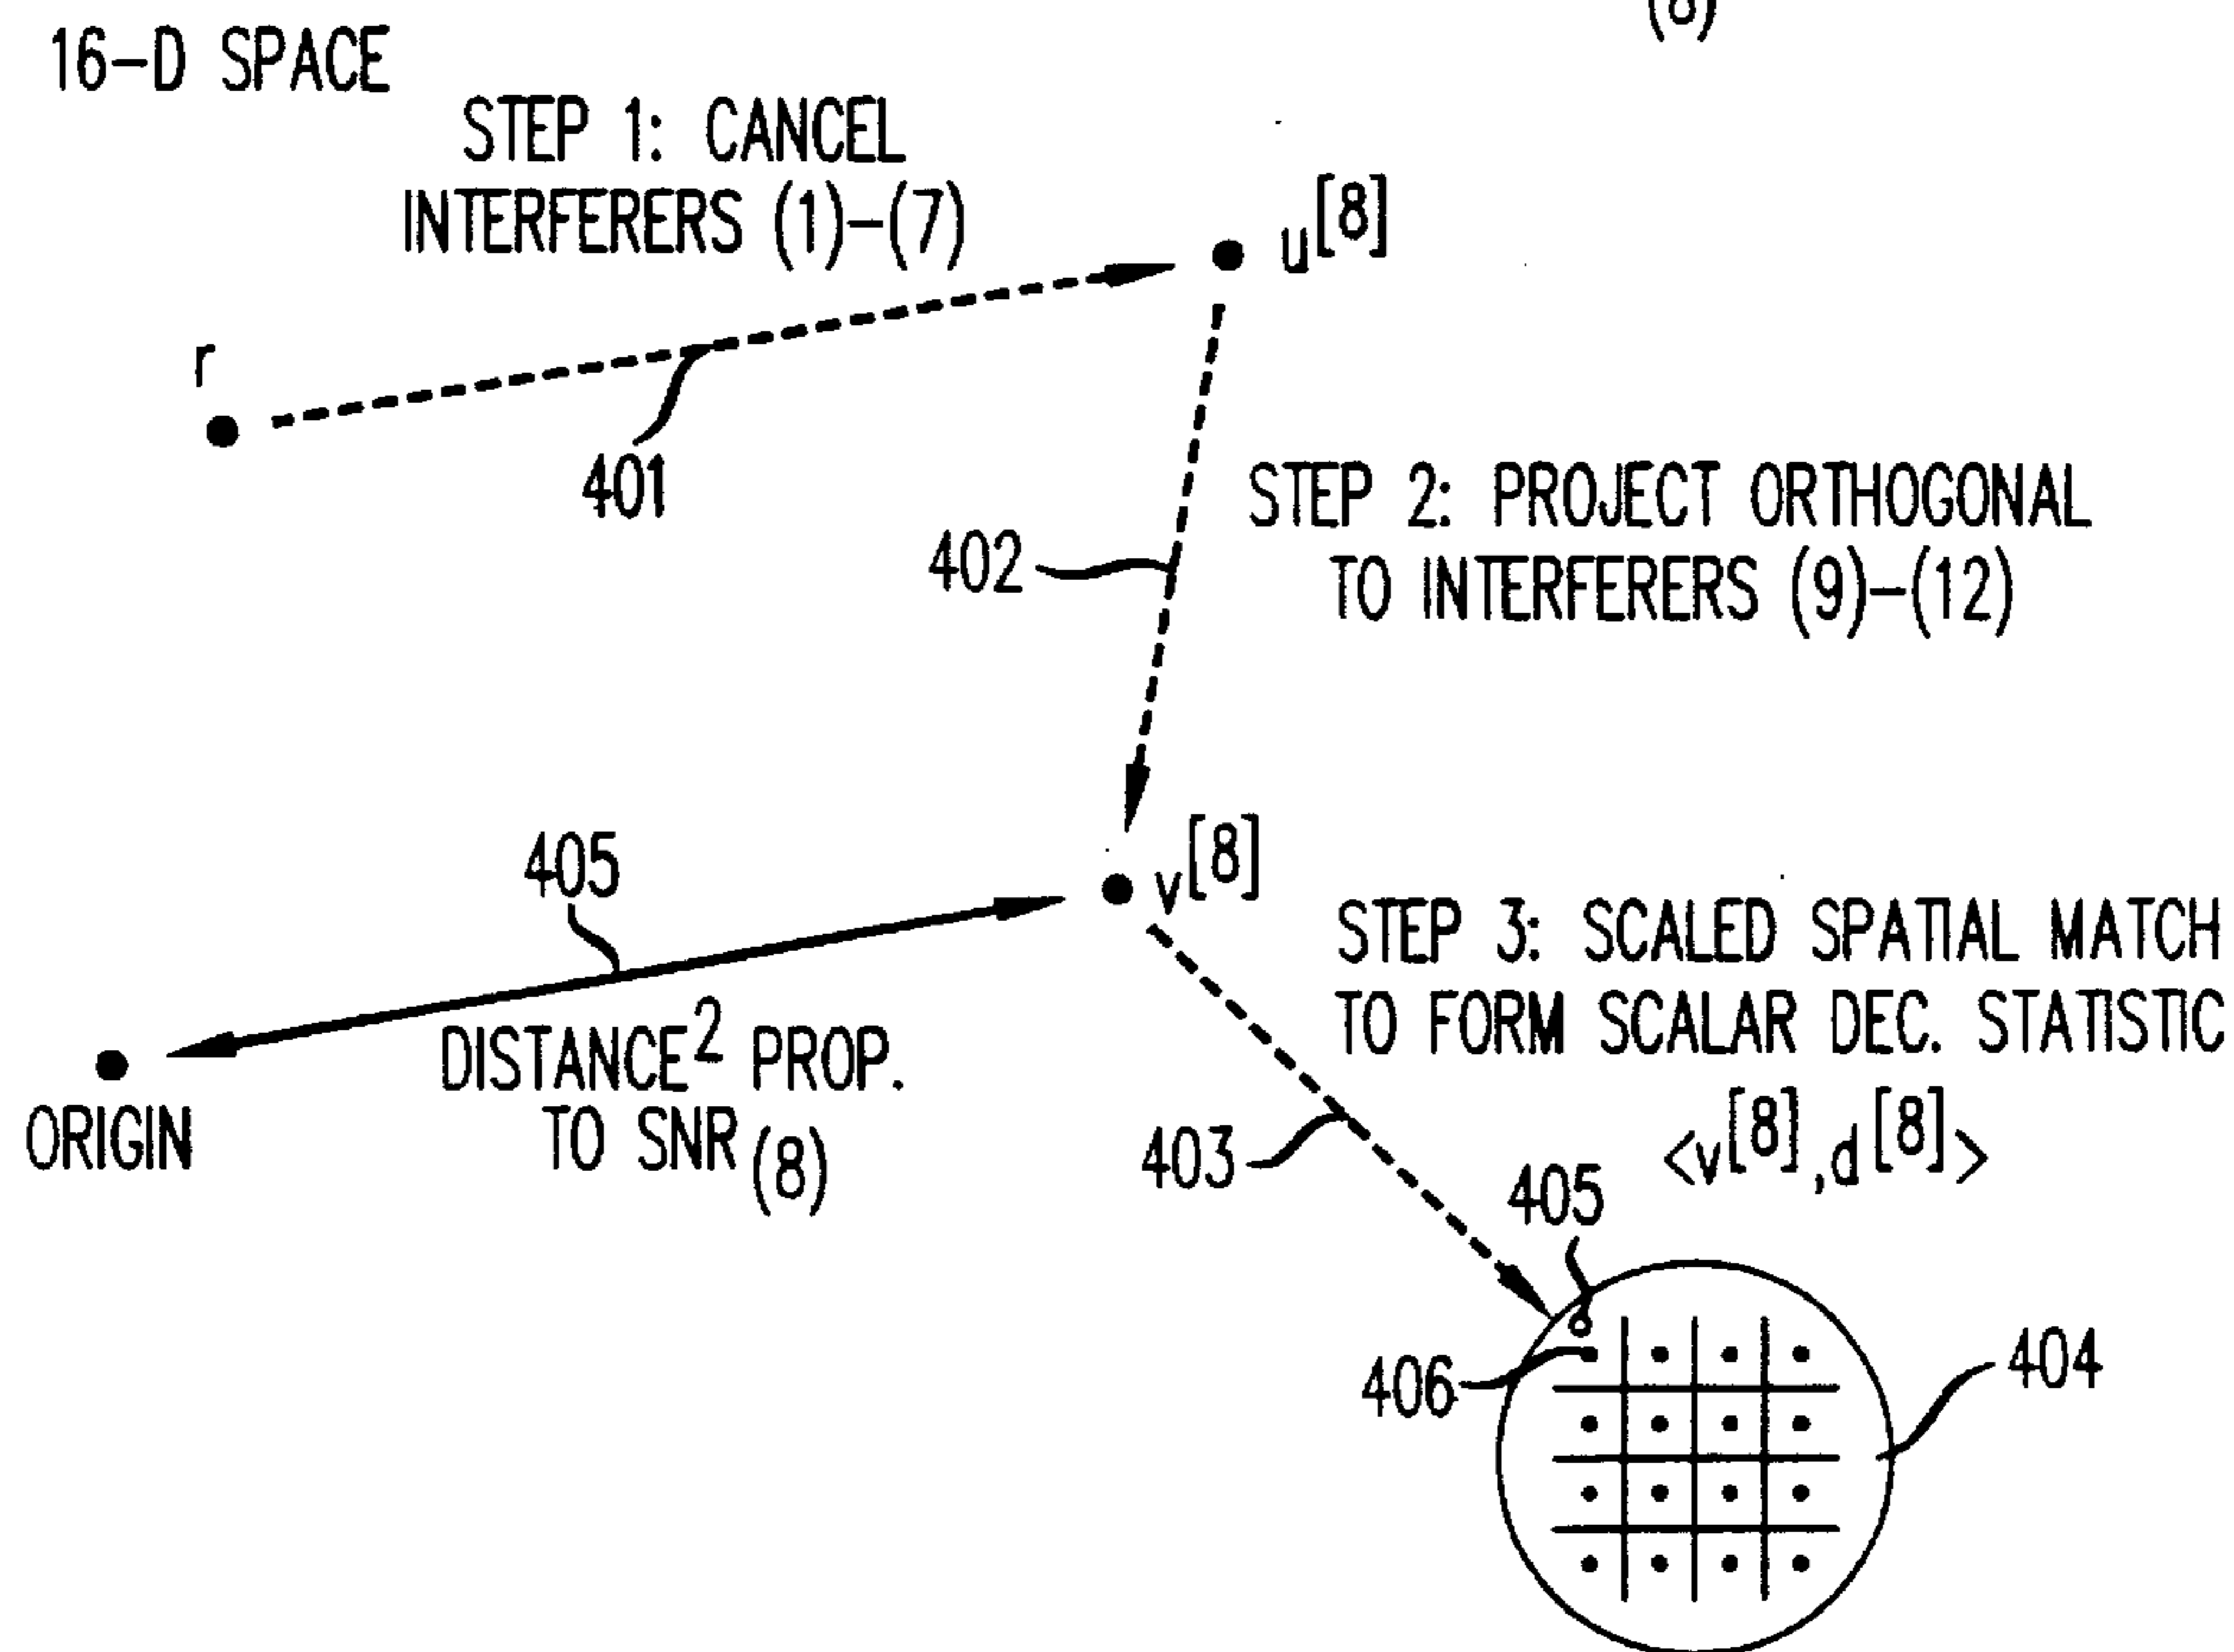 (8)
16-D SPACE
STEP 1: CANCEL
INTERFERERS (1)-(7)
u[8]
r
401
STEP 2: PROJECT ORTHOGONAL
TO INTERFERERS (9)-(12)
402
405
v[8]
STEP 3: SCALED SPATIAL MATCH
TO FORM SCALAR DEC. STATISTIC
<v[8],d[8]>
DISTANCE2 PROP.
TO SNR(8)
ORIGIN
403
405
406
404